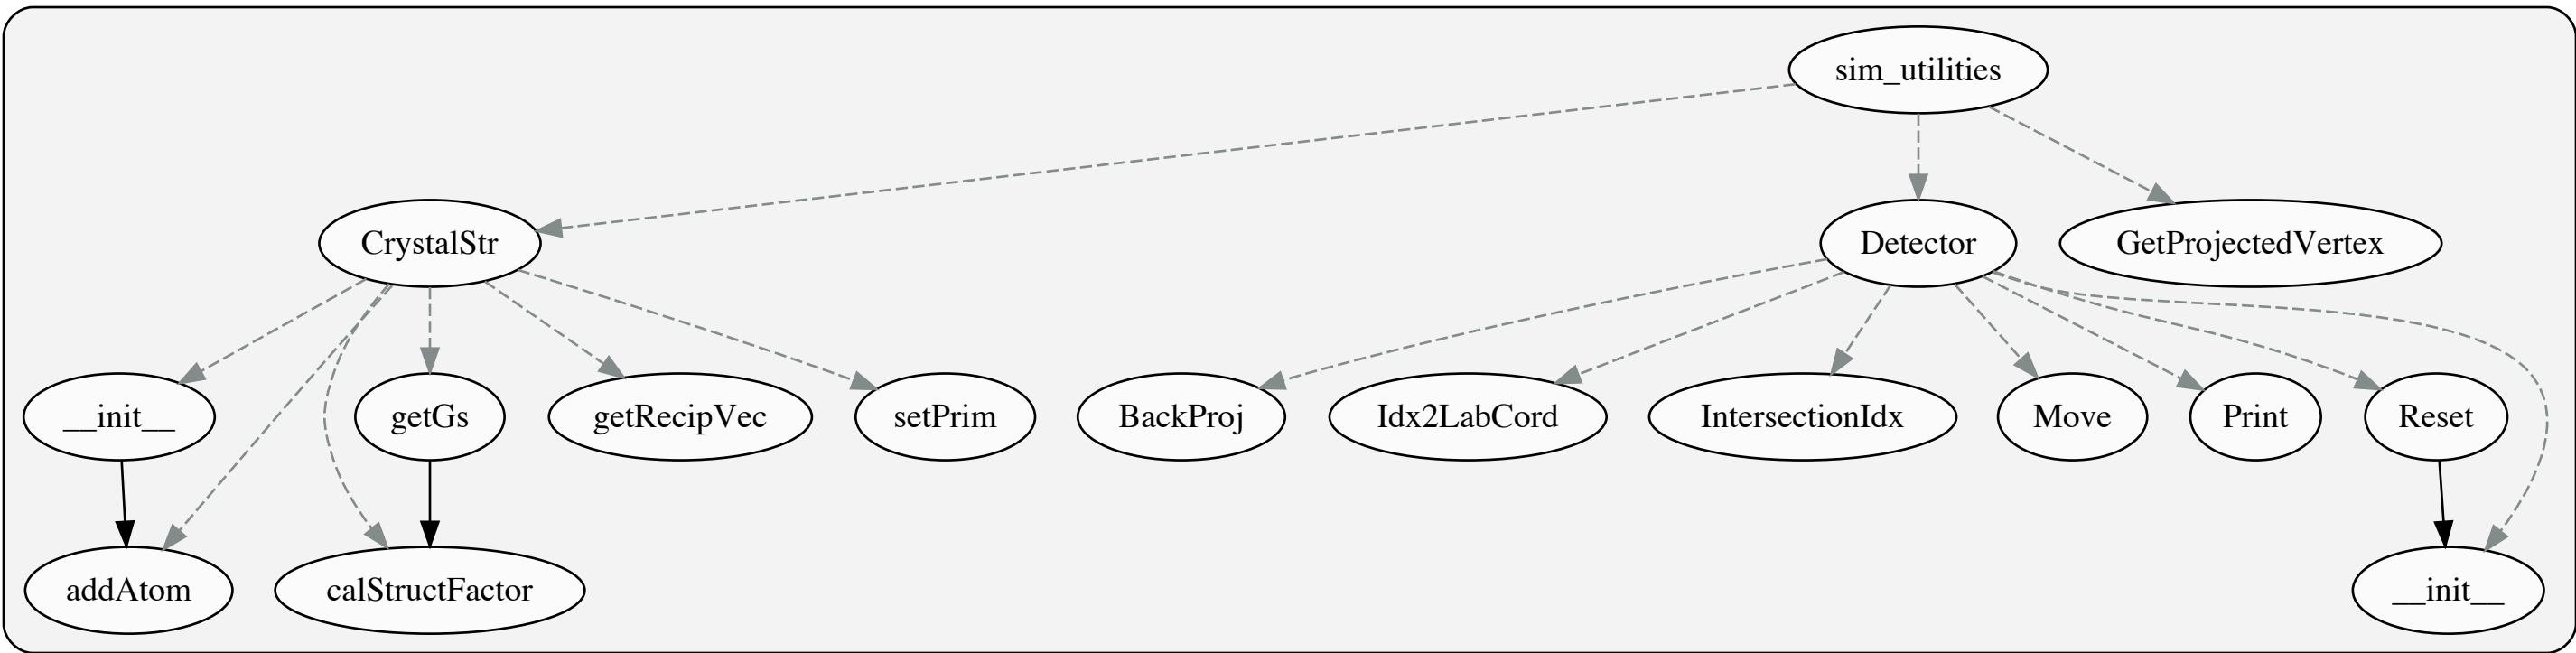 sim_utilities
CrystalStr
Detector
GetProjectedVertex
__init__
getGs
getRecipVec
setPrim
BackProj
Idx2LabCord
IntersectionIdx
Move
Print
Reset
addAtom
calStructFactor
__init__